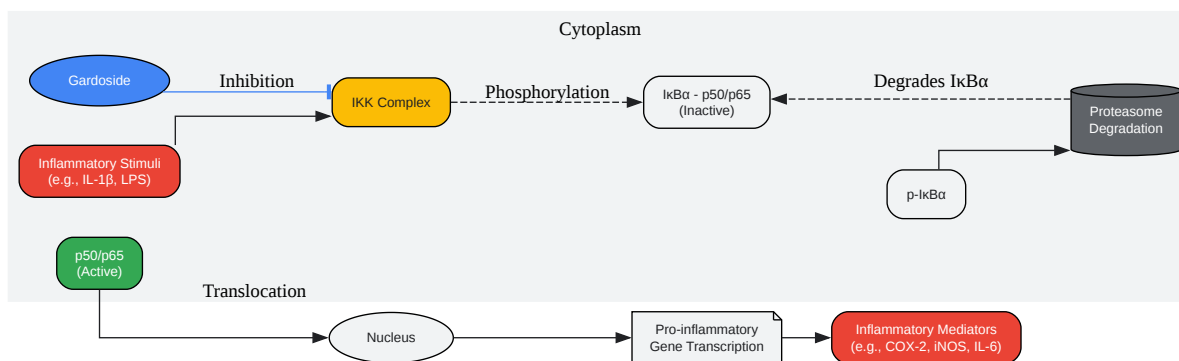 Cytoplasm
Gardoside
Inhibition
IKK Complex
Phosphorylation
IκBα - p50/p65
(Inactive)
Degrades IκBα
Proteasome
Degradation
Inflammatory Stimuli
(e.g., IL-1β, LPS)
p-IκBα
p50/p65
(Active)
Translocation
Nucleus
Pro-inflammatory
Gene Transcription
Inflammatory Mediators
(e.g., COX-2, iNOS, IL-6)